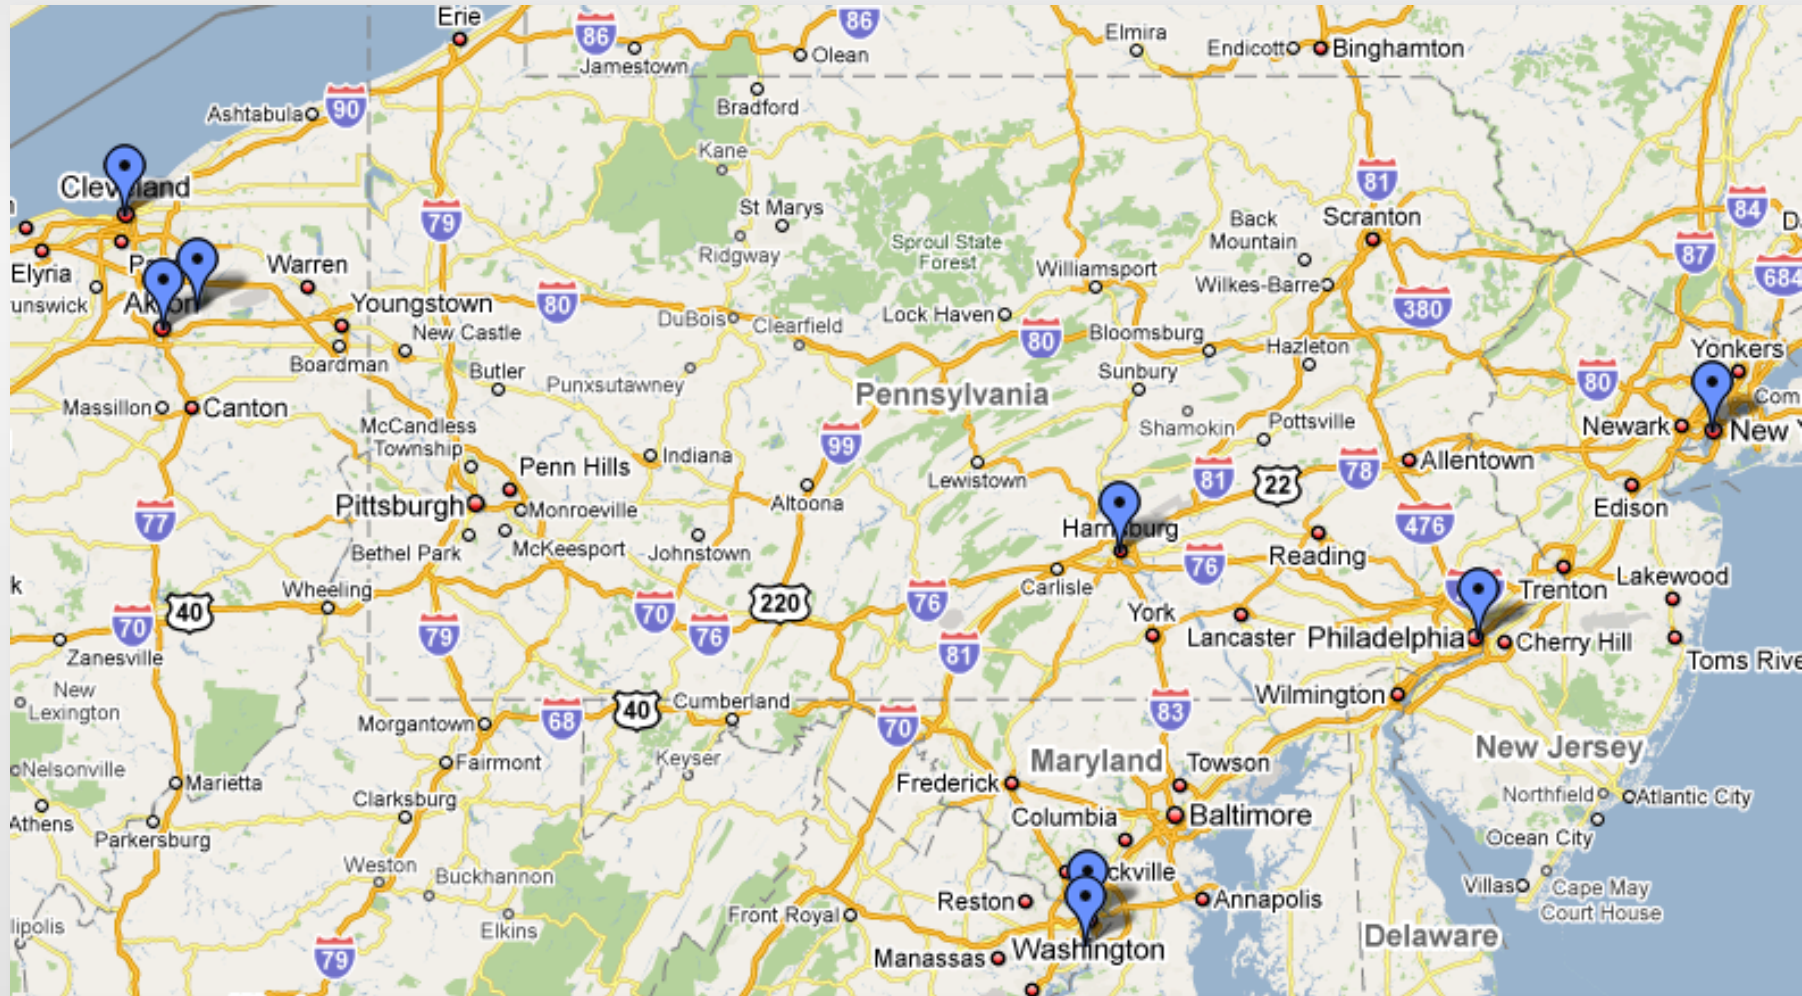 Erie
86
86
Jamestown
Olean
Elmira
Endicott
Binghamton
Ashtabula
90
Bradford
Kane
Cleveland
79
St Marys
Ridgway
Sproul State
Forest
81
Scranton
Back
Mountain
84
87
684
Elyria
Warren
Williamsport
Wilkes-Barre
unswick
Akron
Youngstown
80
DuBois
Clearfield
Lock Haven
80
Bloomsburg
380
New Castle
Boardman
Hazleton
Yonkers
Butler
Punxsutawney
Pennsylvania
Sunbury
80
Com
Massillon
Canton
McCandless
Township
99
Shamokin
Pottsville
Newark
New Y
Penn Hills
Indiana
Lewistown
81
22
78
Allentown
Pittsburgh
Monroeville
Altoona
Edison
77
Bethel Park
McKeesport
Johnstown
Harrisburg
476
Reading
76
Carlisle
k
Wheeling
40
70
79
70
76
220
76
81
York
Lancaster
Philadelphia
Trenton
Lakewood
Cherry Hill
Toms Rive
Zanesville
New
Lexington
Morgantown
68
40
Cumberland
70
83
Wilmington
Nelsonville
Marietta
Fairmont
Keyser
Maryland
Towson
New Jersey
Frederick
Clarksburg
Athens
Parkersburg
Columbia
Baltimore
Northfield
Atlantic City
Ocean City
Weston
Buckhannon
ckville
Reston
Annapolis
Villas
Cape May
Court House
lipolis
Elkins
Front Royal
79
Manassas
Washington
Delaware